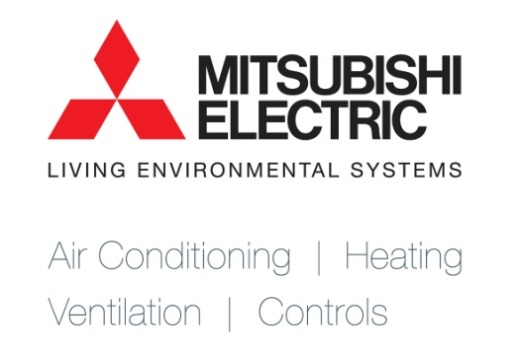 MITSUBISHI
ELECTRIC
LIVING ENVIRONMENTAL SYSTEMS
Air Conditioning | Heating
Ventilation | Controls